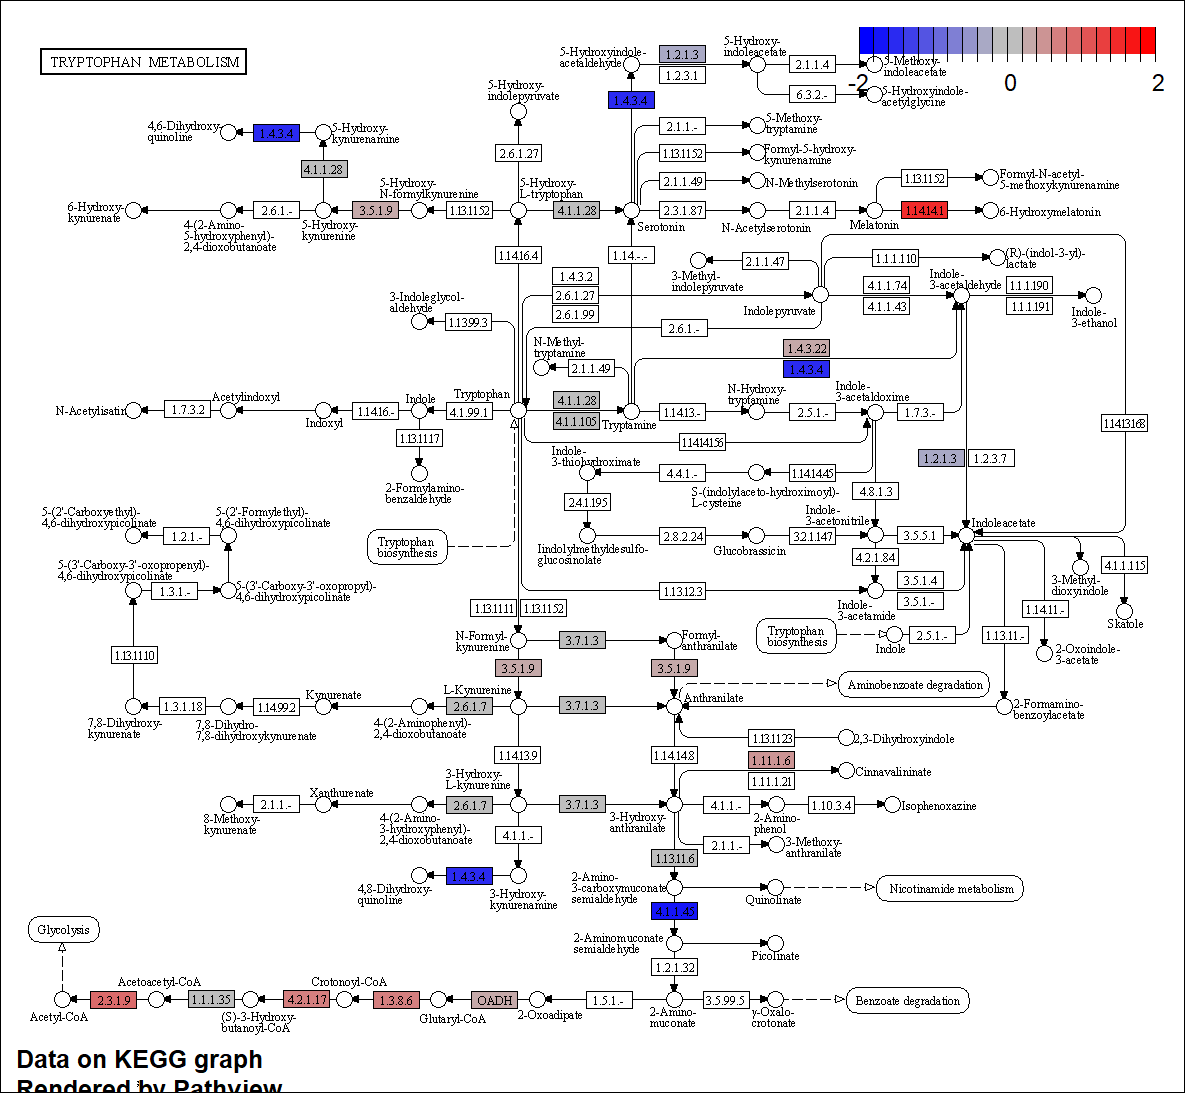 TRYPTOPHAN METABOLISM
-2
0
2
5-Hydroxyindole-
acetaldehyde
1.2.1.3
1.2.3.1
5-Hydroxy-
indoleacetate
2.1.1.4
5-Methoxy-
indoleacetate
6.3.2.-
5-Hydroxyindole-
acetylglycine
1.4.3.4
5-Hydroxy-
indolepyruvate
2.6.1.27
4,6-Dihydroxy-
quinoline
1.4.3.4
5-Hydroxy-
kynurenamine
4.1.1.28
2.1.1.-
5-Methoxy-
tryptamine
1.13.11.52
Formyl-5-hydroxy-
kynurenamine
2.1.1.49
N-Methylserotonin
1.13.11.52
Formyl-N-acetyl-
5-methoxykynurenamine
6-Hydroxy-
kynurenate
4-(2-Amino-
5-hydroxyphenyl)-
2,4-dioxobutanoate
2.6.1.-
5-Hydroxy-
kynurenine
3.5.1.9
5-Hydroxy-
N-formylkynurenine
1.13.11.52
5-Hydroxy-
L-tryptophan
4.1.1.28
Serotonin
2.3.1.87
N-Acetylserotonin
2.1.1.4
Melatonin
1.14.14.1
6-Hydroxymelatonin
1.14.16.4
1.14.-.-
2.1.1.47
3-Methyl-
indolepyruvate
1.1.1.110
(R)-(indol-3-yl)-
lactate
1.4.3.2
2.6.1.27
2.6.1.99
Indolepyruvate
4.1.1.74
4.1.1.43
Indole-
3-acetaldehyde
1.1.1.190
1.1.1.191
Indole-
3-ethanol
3-Indoleglycol-
aldehyde
1.13.99.3
2.6.1.-
N-Methyl-
tryptamine
2.1.1.49
1.4.3.22
1.4.3.4
N-Acetylisatin
1.7.3.2
Acetylindoxyl
Indoxyl
1.14.16.-
Indole
4.1.99.1
Tryptophan
4.1.1.28
4.1.1.105
Tryptamine
1.14.13.-
N-Hydroxy-
tryptamine
2.5.1.-
Indole-
3-acetaldoxime
1.7.3.-
1.14.13.168
1.13.11.17
2-Formylamino-
benzaldehyde
1.14.14.156
1.2.1.3
1.2.3.7
Indole-
3-thiohydroximate
4.4.1.-
S-(indolylaceto-hydroximoyl)-
L-cysteine
1.14.14.45
4.8.1.3
2.4.1.195
Iindolylmethyldesulfo-
glucosinolate
2.8.2.24
Glucobrassicin
3.2.1.147
Indole-
3-acetonitrile
3.5.5.1
Indoleacetate
4.2.1.84
1.13.12.3
3.5.1.4
3.5.1.-
Indole-
3-acetamide
3-Methyl-
dioxyindole
4.1.1.115
Skatole
1.14.11.-
2-Oxoindole-
3-acetate
5-(2'-Carboxyethyl)-
4,6-dihydroxypicolinate
1.2.1.-
5-(2'-Formylethyl)-
4,6-dihydroxypicolinate
Tryptophan
biosynthesis
5-(3'-Carboxy-3'-oxopropenyl)-
4,6-dihydroxypicolinate
1.3.1.-
5-(3'-Carboxy-3'-oxopropyl)-
4,6-dihydroxypicolinate
1.13.11.10
1.13.11.11
1.13.11.52
Tryptophan
biosynthesis
Indole
2.5.1.-
1.13.11.-
N-Formyl-
kynurenine
3.7.1.3
Formyl-
anthranilate
3.5.1.9
3.5.1.9
Aminobenzoate degradation
7,8-Dihydroxy-
kynurenate
1.3.1.18
7,8-Dihydro-
7,8-dihydroxykynurenate
1.14.99.2
Kynurenate
4-(2-Aminophenyl)-
2,4-dioxobutanoate
2.6.1.7
L-Kynurenine
3.7.1.3
Anthranilate
2-Formamino-
benzoylacetate
1.14.13.9
1.14.14.8
1.13.11.23
2,3-Dihydroxyindole
1.11.1.6
1.11.1.21
Cinnavalininate
8-Methoxy-
kynurenate
2.1.1.-
Xanthurenate
4-(2-Amino-
3-hydroxyphenyl)-
2,4-dioxobutanoate
2.6.1.7
3-Hydroxy-
L-kynurenine
3.7.1.3
3-Hydroxy-
anthranilate
4.1.1.-
2-Amino-
phenol
1.10.3.4
Isophenoxazine
4.1.1.-
2.1.1.-
3-Methoxy-
anthranilate
1.13.11.6
4,8-Dihydroxy-
quinoline
1.4.3.4
3-Hydroxy-
kynurenamine
2-Amino-
3-carboxymuconate
semialdehyde
Quinolinate
Nicotinamide metabolism
4.1.1.45
2-Aminomuconate
semialdehyde
Picolinate
1.2.1.32
Glycolysis
Acetyl-CoA
2.3.1.9
Acetoacetyl-CoA
1.1.1.35
(S)-3-Hydroxy-
butanoyl-CoA
4.2.1.17
Crotonoyl-CoA
1.3.8.6
Glutaryl-CoA
OADH
2-Oxoadipate
1.5.1.-
2-Amino-
muconate
3.5.99.5
γ-Oxalo-
crotonate
Benzoate degradation
Data on KEGG graph
Rendered by Pathview